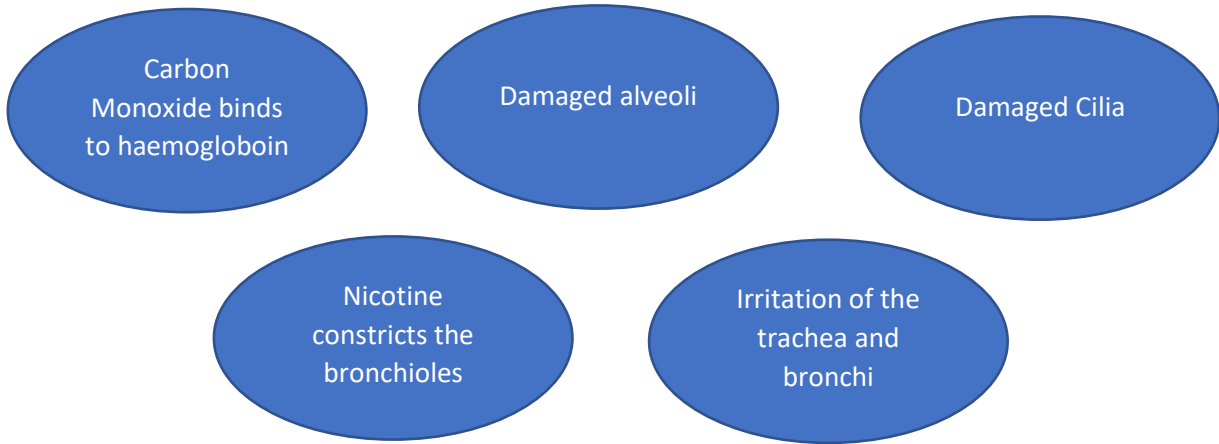 Carbon
Monoxide binds
to haemogloboin
Damaged alveoli
Damaged Cilia
Nicotine
constricts the
bronchioles
Irritation of the
trachea and
bronchi